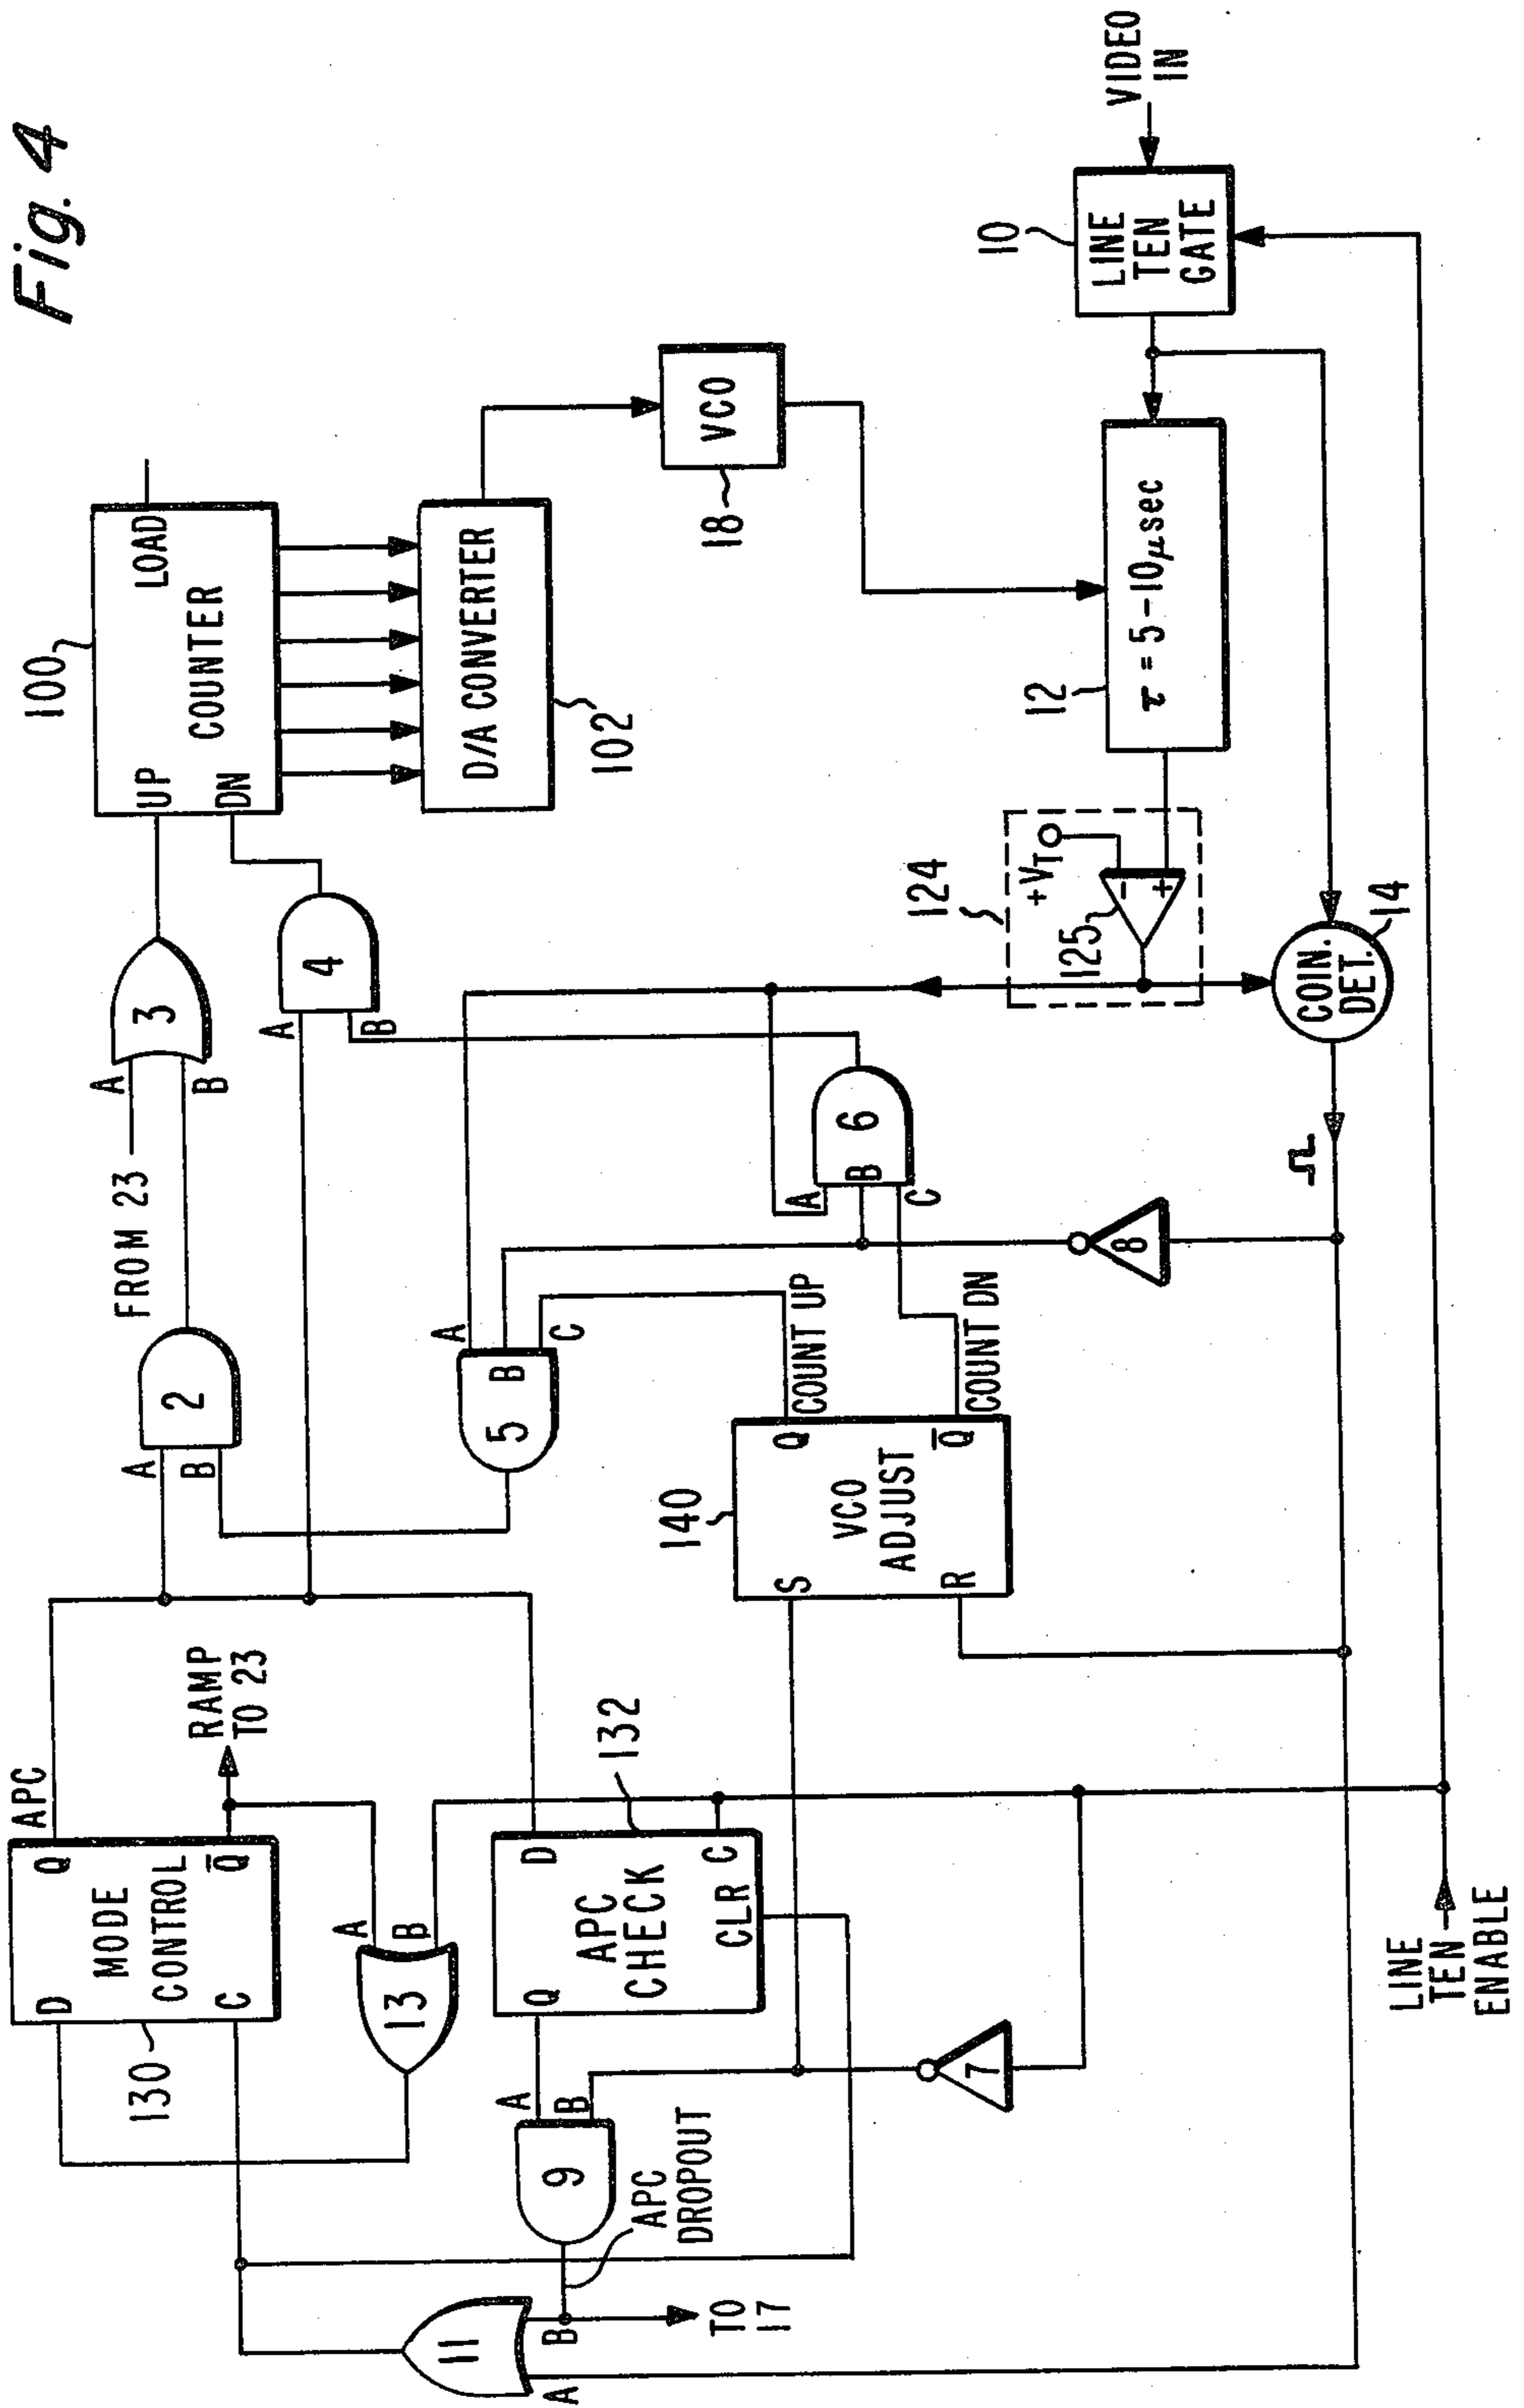 Fig. 4
MODE
CONTROL
D
C
Q
Q̅
APC
130
RAMP
TO 23
A
B
13
A
B
2
FROM 23
A
B
3
UP
DN
LOAD
COUNTER
100
A
B
4
D/A CONVERTER
102
VCO
18
APC
CHECK
Q
D
C
CLR
132
A
B
5
A
B
C
9
A
B
APC
DROPOUT
11
A
B
TO
17
7
VCO
ADJUST
140
S
R
Q
Q̅
COUNT UP
COUNT DN
6
A
B
C
8
124
+VT
125
-
+
12
τ = 5-10 μsec
10
LINE
TEN
GATE
VIDEO
IN
COIN.
DET.
14
LINE
TEN
ENABLE